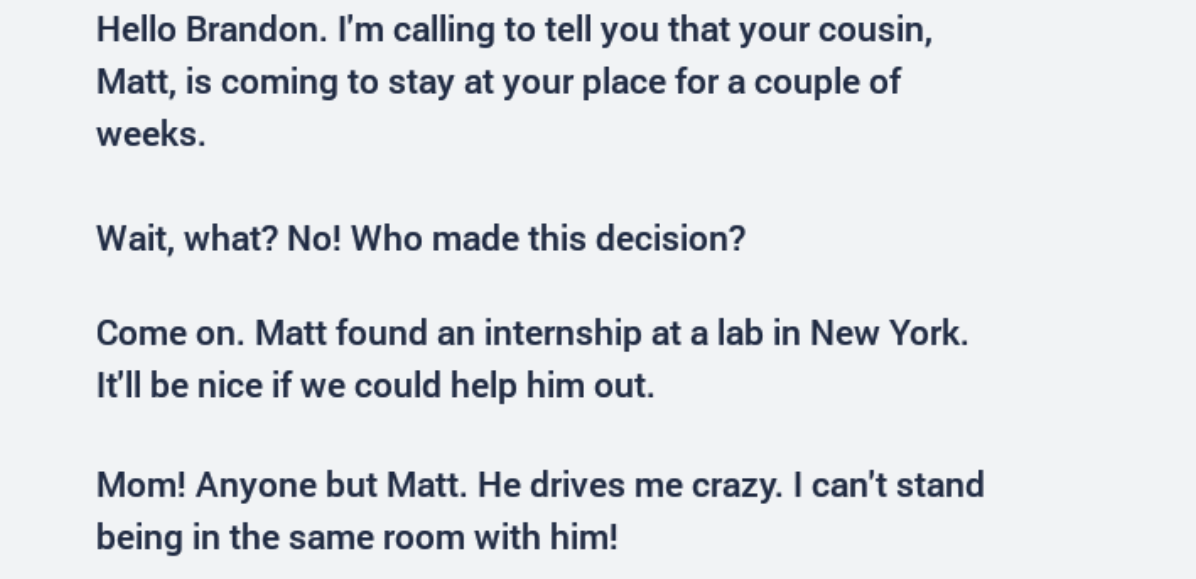 Hello Brandon. I'm calling to tell you that your cousin,
Matt, is coming to stay at your place for a couple of
weeks.
Wait, what? No! Who made this decision?
Come on. Matt found an internship at a lab in New York.
It'll be nice if we could help him out.
Mom! Anyone but Matt. He drives me crazy. I can't stand
being in the same room with him!